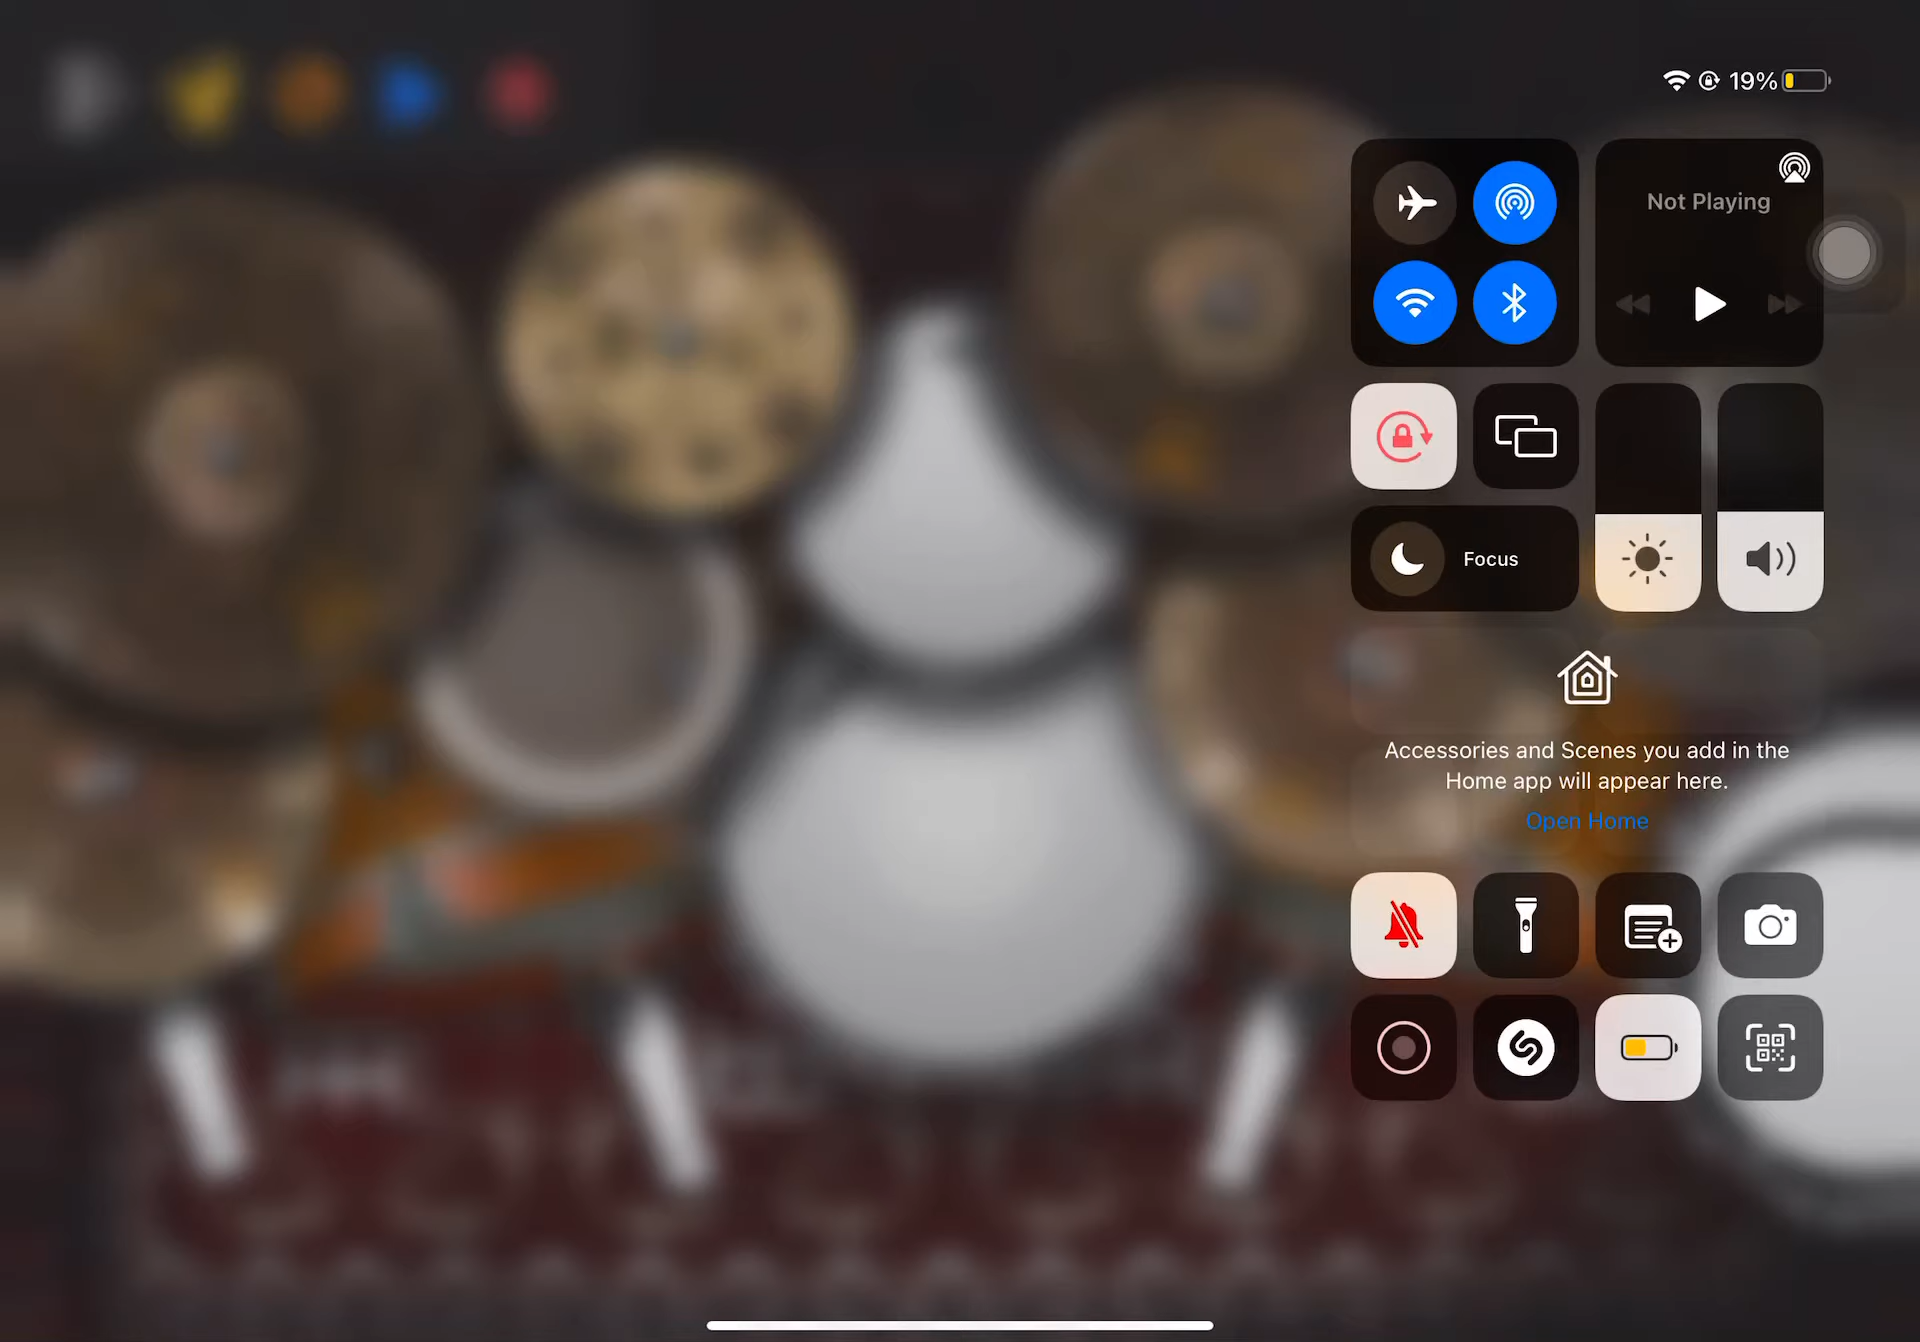 19%
Not Playing
Focus
Accessories and Scenes you add in the
Home app will appear here.
Open Home